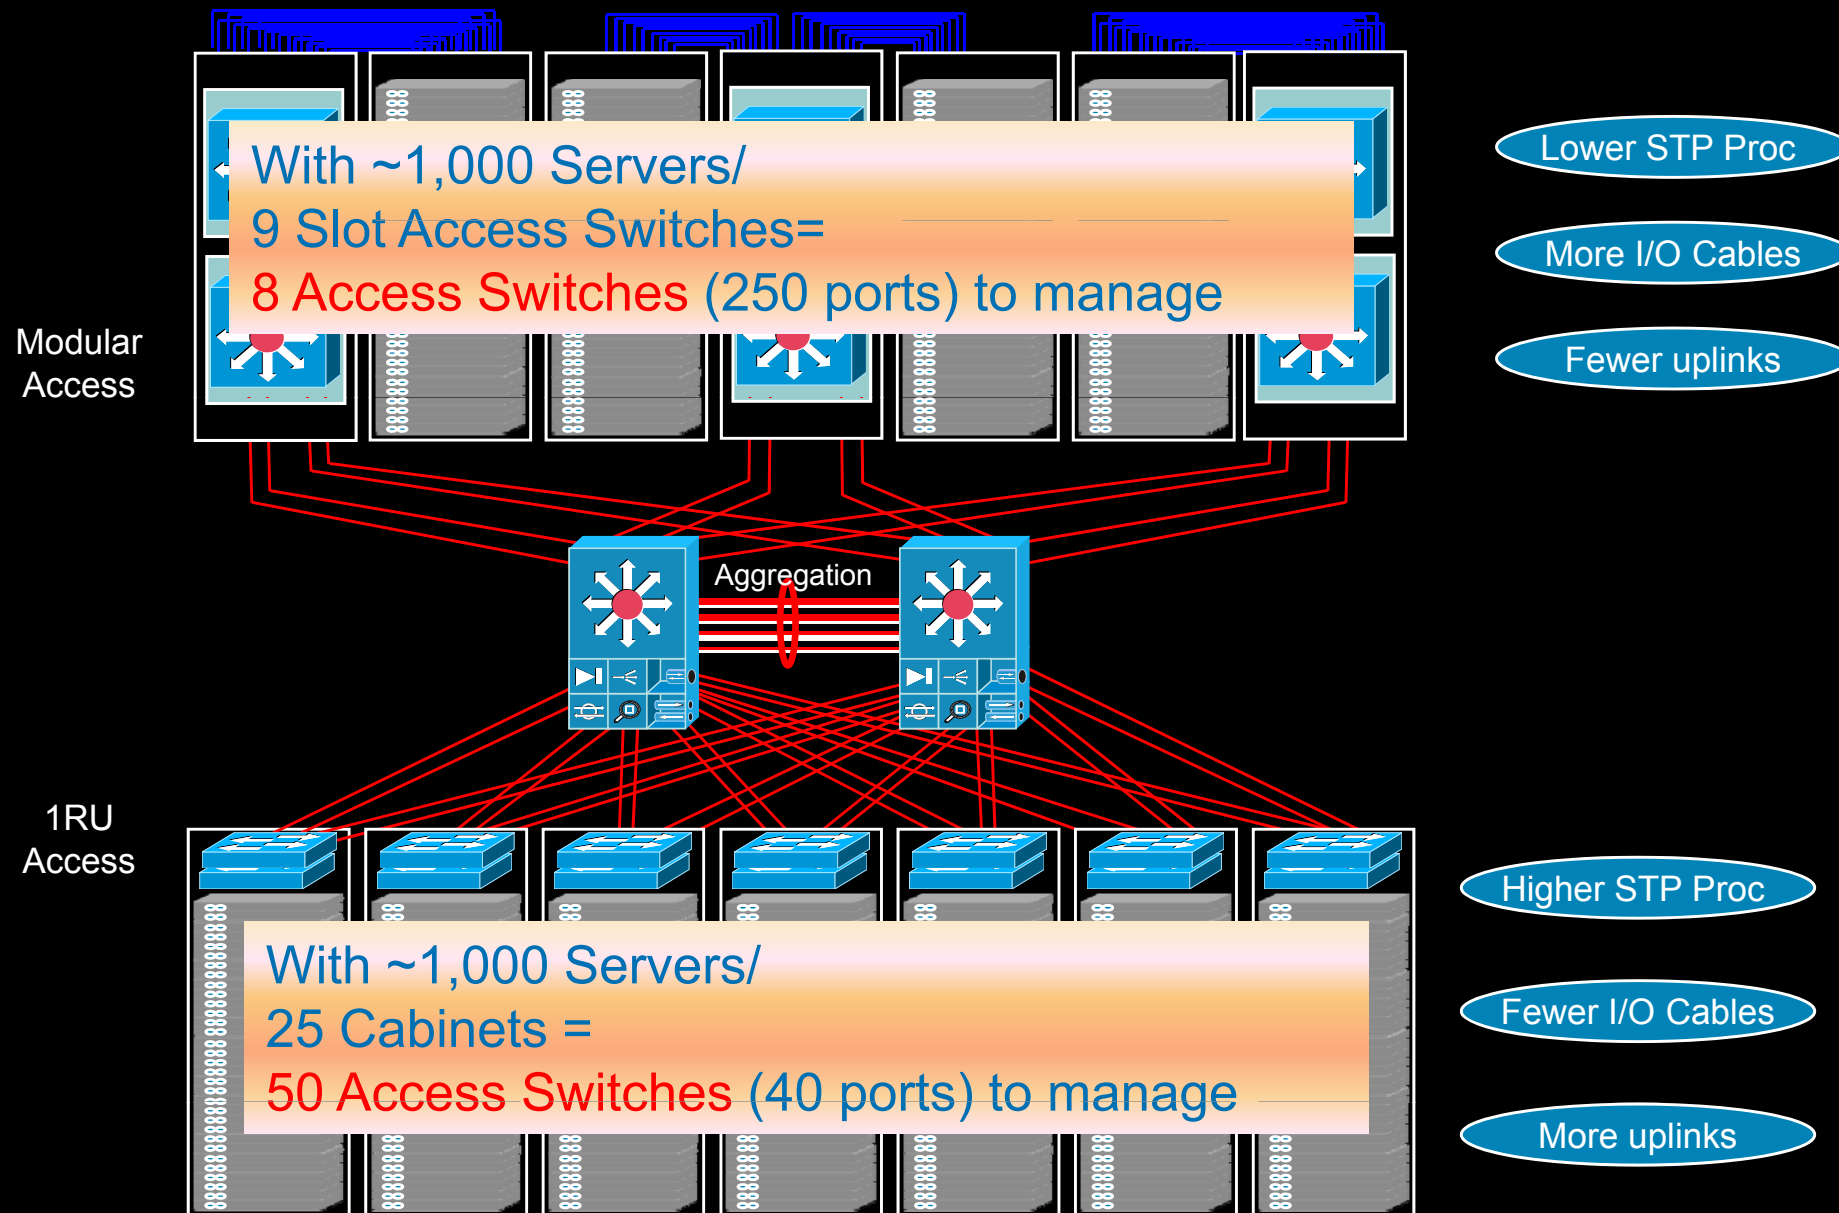 With ~1,000 Servers/
9 Slot Access Switches=
8 Access Switches (250 ports) to manage
Modular
Access
Lower STP Proc
More I/O Cables
Fewer uplinks
Aggregation
1RU
Access
With ~1,000 Servers/
25 Cabinets =
50 Access Switches (40 ports) to manage
Higher STP Proc
Fewer I/O Cables
More uplinks